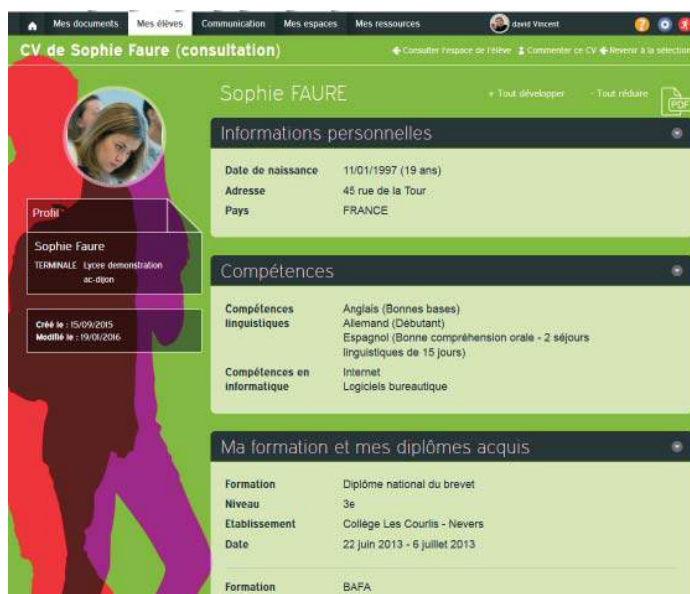 Mes documents Mes élèves Communication Mes espaces Mes ressources david Vincent ?
CV de Sophie Faure (consultation) Consulter l'espace de l'élève Commenter ce CV Revenir à la sélection
Sophie FAURE + Tout développer - Tout réduire PDF
Informations personnelles
Date de naissance 11/01/1997 (19 ans)
Adresse 45 rue de la Tour
Pays FRANCE
Profil
Sophie Faure
TERMINALE Lycee demonstration
ac-dijon
Créé le : 15/09/2015
Modifié le : 19/01/2016
Compétences
Compétences linguistiques Anglais (Bonnes bases)
Allemand (Débutant)
Espagnol (Bonne compréhension orale - 2 séjours
linguistiques de 15 jours)
Compétences en informatique Internet
Logiciels bureautique
Ma formation et mes diplômes acquis
Formation Diplôme national du brevet
Niveau 3e
Etablissement Collège Les Courlis - Nevers
Date 22 juin 2013 - 6 juillet 2013
Formation BAFA